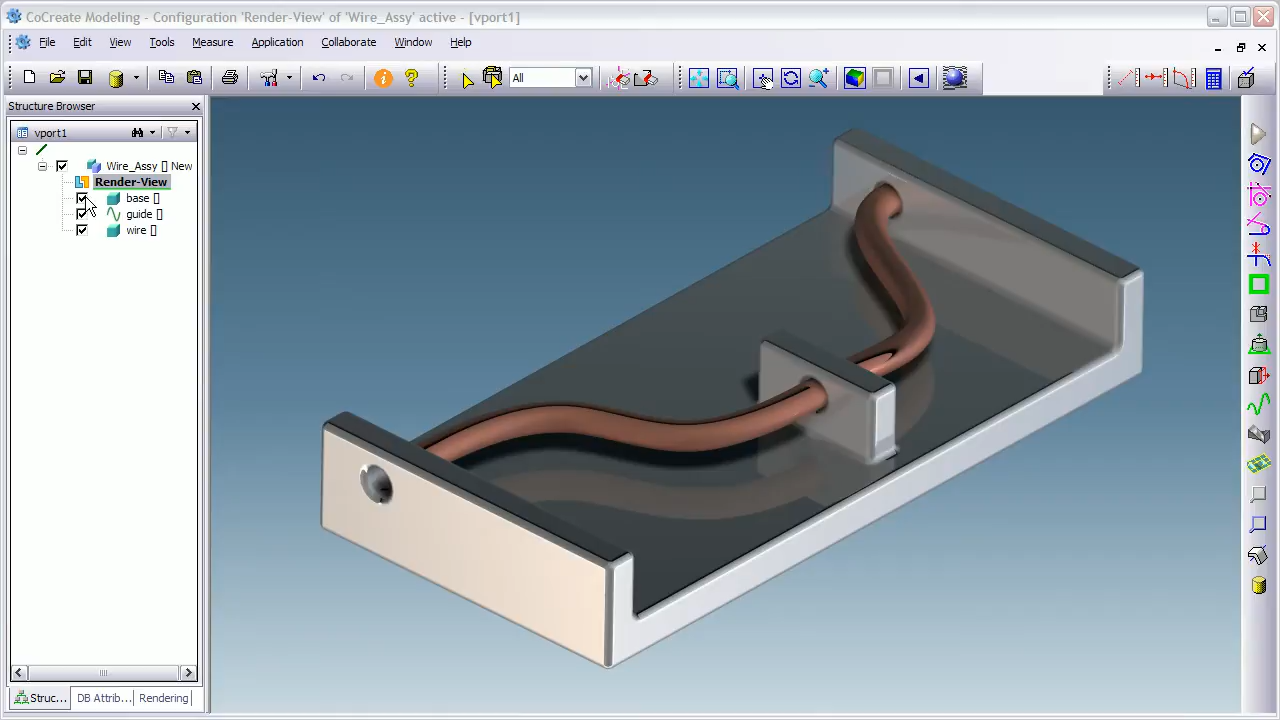 CoCreate Modeling - Configuration 'Render-View' of 'Wire_Assy' active - [vport1]
File Edit View Tools Measure Application Collaborate Window Help
All
Structure Browser
vport1
Wire_Assy [] New
Render-View
base []
guide []
wire []
Struc... DB Attrib... Rendering